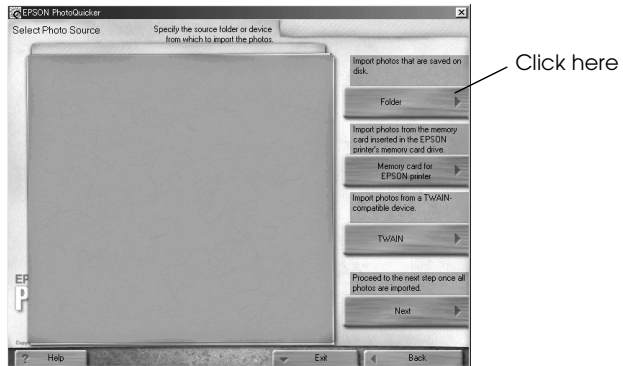 EPSON PhotoQuicker
Select Photo Source
Specify the source folder or device
from which to import the photos.
Import photos that are saved on
disk.
Folder
Click here
Import photos from the memory
card inserted in the EPSON
printer's memory card drive.
Memory card for
EPSON printer
Import photos from a TWAIN-
compatible device.
TWAIN
Proceed to the next step once all
photos are imported.
Next
EP
P
? Help
Exit
Back